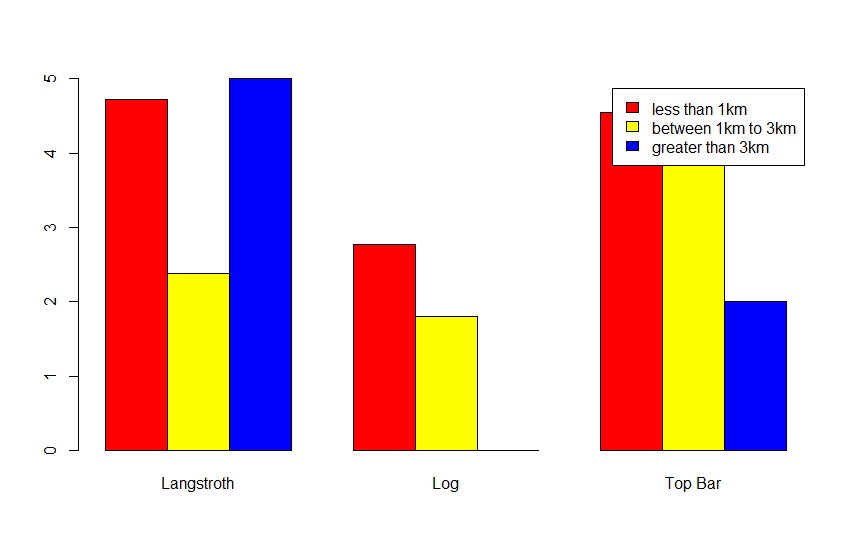 5
4
3
2
1
0
less than 1km
between 1km to 3km
greater than 3km
Langstroth
Log
Top Bar